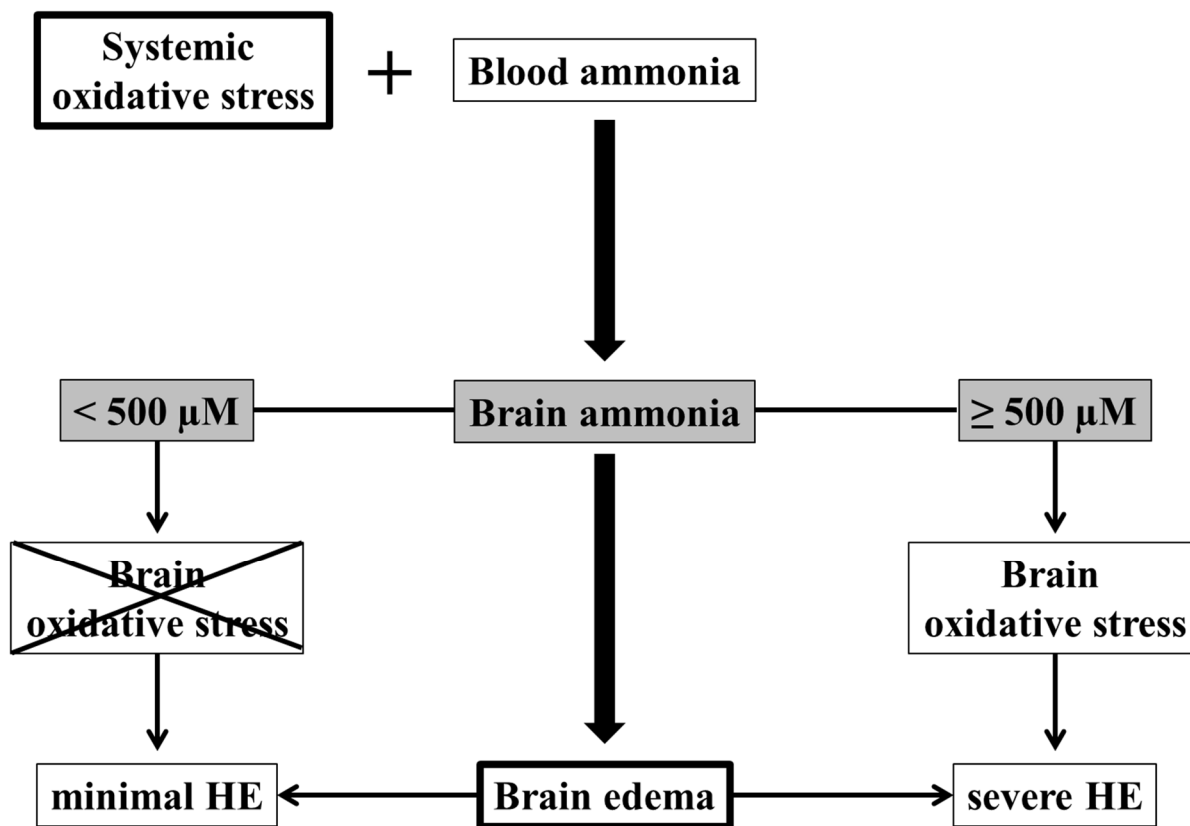 Systemic
oxidative stress
+
Blood ammonia
< 500 µM
Brain ammonia
≥ 500 µM
Brain
oxidative stress
Brain
oxidative stress
minimal HE
Brain edema
severe HE